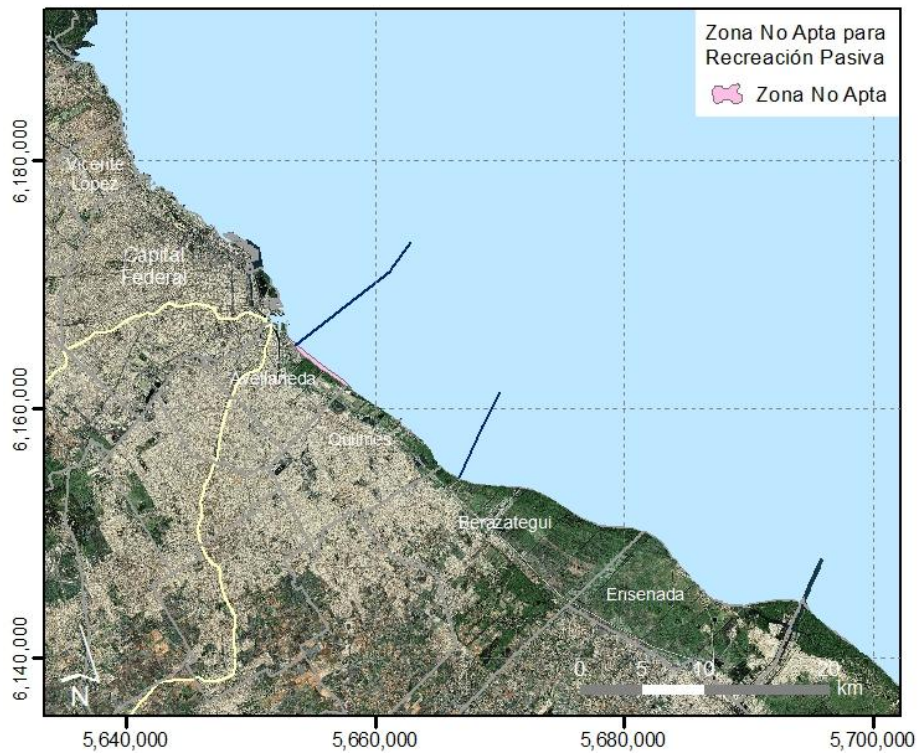 Zona No Apta para
Recreación Pasiva
Zona No Apta
6,180,000
Vicente
López
Capital
Federal
Avellaneda
6,160,000
Quilmes
Berazategui
Ensenada
6,140,000
N
0 5 10 20
km
5,640,000 5,660,000 5,680,000 5,700,000